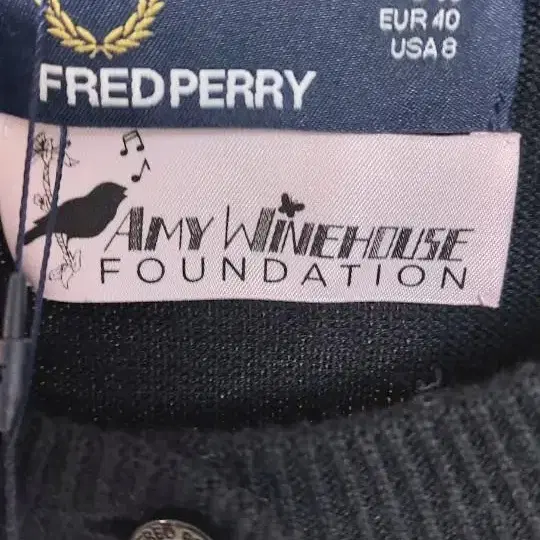 EUR 40
USA 8
FRED PERRY
AMY WINEHOUSE
FOUNDATION